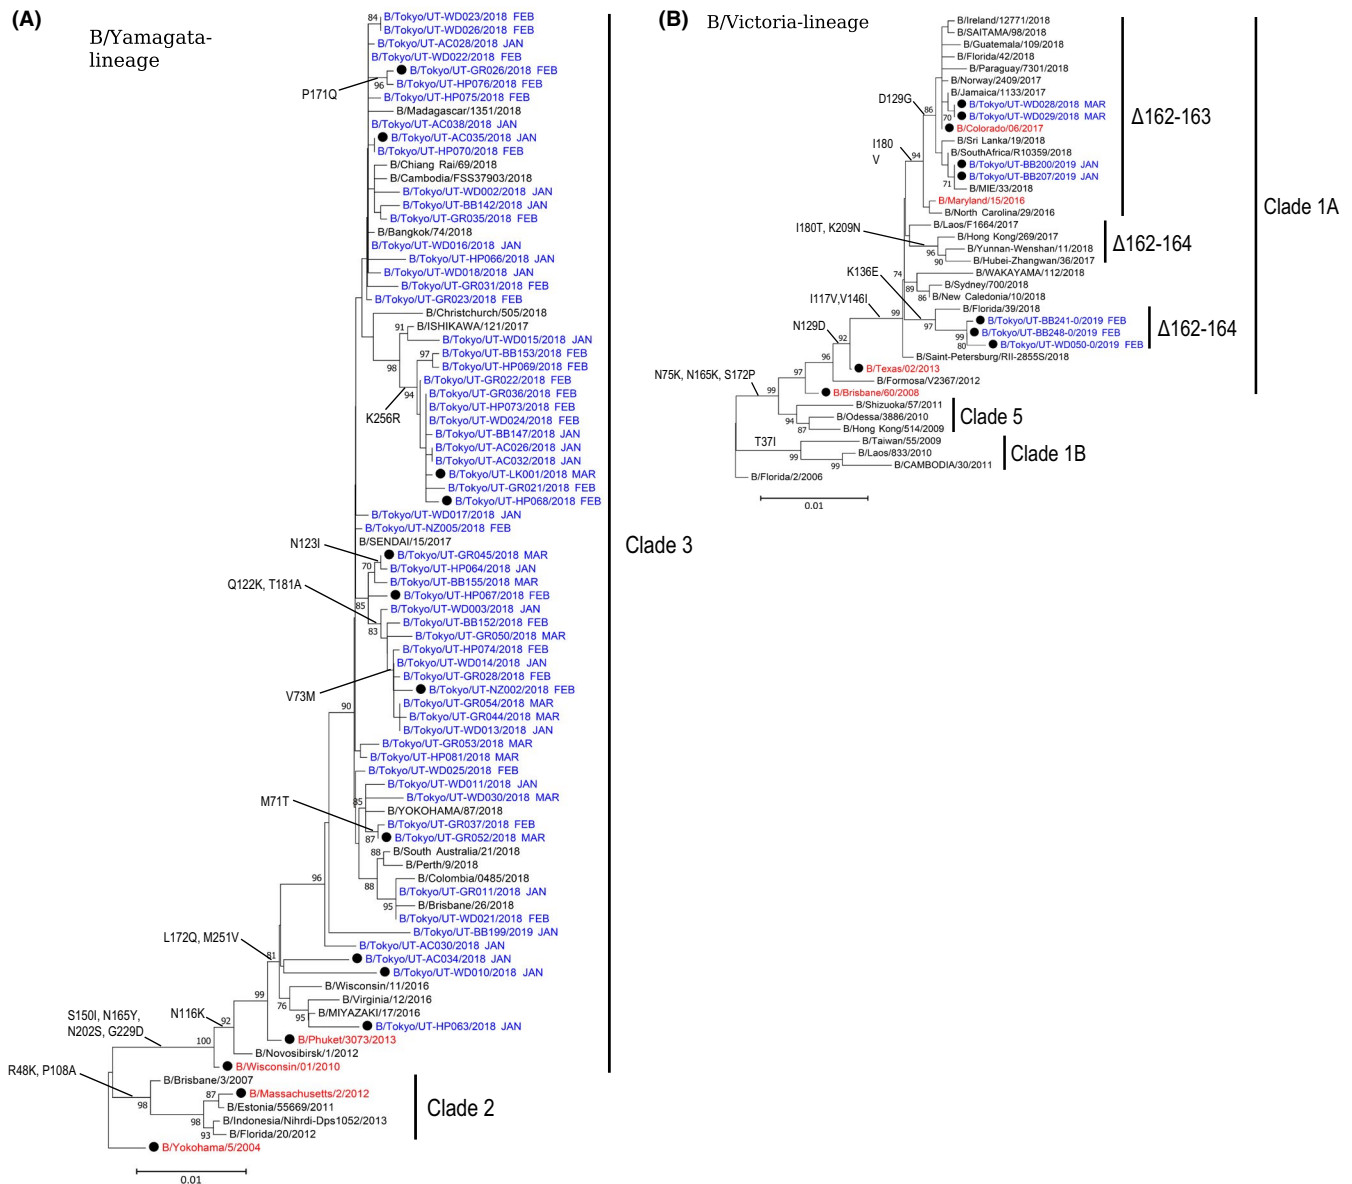 (A)
B/Yamagata-
lineage
84
B/Tokyo/UT-WD023/2018 FEB
B/Tokyo/UT-WD026/2018 FEB
B/Tokyo/UT-AC028/2018 JAN
B/Tokyo/UT-WD022/2018 FEB
B/Tokyo/UT-GR026/2018 FEB
96
B/Tokyo/UT-HP076/2018 FEB
P171Q
B/Tokyo/UT-HP075/2018 FEB
B/Madagascar/1351/2018
B/Tokyo/UT-AC038/2018 JAN
B/Tokyo/UT-AC035/2018 JAN
B/Tokyo/UT-HP070/2018 FEB
B/Chiang Rai/69/2018
B/Cambodia/FSS37903/2018
B/Tokyo/UT-WD002/2018 JAN
B/Tokyo/UT-BB142/2018 JAN
B/Tokyo/UT-GR035/2018 FEB
B/Bangkok/74/2018
B/Tokyo/UT-WD016/2018 JAN
B/Tokyo/UT-HP066/2018 JAN
B/Tokyo/UT-WD018/2018 JAN
B/Tokyo/UT-GR031/2018 FEB
B/Tokyo/UT-GR023/2018 FEB
B/Christchurch/505/2018
91
B/ISHIKAWA/121/2017
B/Tokyo/UT-WD015/2018 JAN
97
B/Tokyo/UT-BB153/2018 FEB
98
B/Tokyo/UT-HP069/2018 FEB
B/Tokyo/UT-GR022/2018 FEB
94
B/Tokyo/UT-GR036/2018 FEB
B/Tokyo/UT-HP073/2018 FEB
K256R
B/Tokyo/UT-WD024/2018 FEB
B/Tokyo/UT-BB147/2018 JAN
B/Tokyo/UT-AC026/2018 JAN
B/Tokyo/UT-AC032/2018 JAN
B/Tokyo/UT-LK001/2018 MAR
B/Tokyo/UT-GR021/2018 FEB
B/Tokyo/UT-HP068/2018 FEB
B/Tokyo/UT-WD017/2018 JAN
B/Tokyo/UT-NZ005/2018 FEB
B/SENDAI/15/2017
Clade 3
N123I
B/Tokyo/UT-GR045/2018 MAR
70
B/Tokyo/UT-HP064/2018 JAN
B/Tokyo/UT-BB155/2018 MAR
Q122K, T181A
B/Tokyo/UT-HP067/2018 FEB
85
B/Tokyo/UT-WD003/2018 JAN
B/Tokyo/UT-BB152/2018 FEB
83
B/Tokyo/UT-GR050/2018 MAR
B/Tokyo/UT-HP074/2018 FEB
B/Tokyo/UT-WD014/2018 JAN
B/Tokyo/UT-GR028/2018 FEB
V73M
B/Tokyo/UT-NZ002/2018 FEB
90
B/Tokyo/UT-GR054/2018 MAR
B/Tokyo/UT-GR044/2018 MAR
B/Tokyo/UT-WD013/2018 JAN
B/Tokyo/UT-GR053/2018 MAR
B/Tokyo/UT-HP081/2018 MAR
B/Tokyo/UT-WD025/2018 FEB
B/Tokyo/UT-WD011/2018 JAN
M71T
85
B/Tokyo/UT-WD030/2018 MAR
B/YOKOHAMA/87/2018
B/Tokyo/UT-GR037/2018 FEB
87
B/Tokyo/UT-GR052/2018 MAR
88
B/South Australia/21/2018
B/Perth/9/2018
88
B/Colombia/0485/2018
96
B/Tokyo/UT-GR011/2018 JAN
95
B/Brisbane/26/2018
B/Tokyo/UT-WD021/2018 FEB
B/Tokyo/UT-BB199/2019 JAN
L172Q, M251V
B/Tokyo/UT-AC030/2018 JAN
81
B/Tokyo/UT-AC034/2018 JAN
B/Tokyo/UT-WD010/2018 JAN
B/Wisconsin/11/2016
99
76
B/Virginia/12/2016
95
B/MIYAZAKI/17/2016
B/Tokyo/UT-HP063/2018 JAN
S150I, N165Y,
N202S, G229D
N116K
92
100
B/Phuket/3073/2013
B/Novosibirsk/1/2012
B/Wisconsin/01/2010
R48K, P108A
B/Brisbane/3/2007
98
87
B/Massachusetts/2/2012
B/Estonia/55669/2011
98
B/Indonesia/Nihrdi-Dps1052/2013
93
B/Florida/20/2012
Clade 2
B/Yokohama/5/2004
0.01
(B)
B/Victoria-lineage
B/Ireland/12771/2018
B/SAITAMA/98/2018
B/Guatemala/109/2018
B/Florida/42/2018
B/Paraguay/7301/2018
B/Norway/2409/2017
B/Jamaica/1133/2017
D129G
86
B/Tokyo/UT-WD028/2018 MAR
70
B/Tokyo/UT-WD029/2018 MAR
Δ162-163
B/Colorado/06/2017
B/Sri Lanka/19/2018
I180
V
94
B/SouthAfrica/R10359/2018
B/Tokyo/UT-BB200/2019 JAN
B/Tokyo/UT-BB207/2019 JAN
71
B/MIE/33/2018
B/Maryland/15/2016
B/North Carolina/29/2016
Clade 1A
B/Laos/F1664/2017
I180T, K209N
B/Hong Kong/269/2017
96
B/Yunnan-Wenshan/11/2018
Δ162-164
90
B/Hubei-Zhangwan/36/2017
K136E
74
B/WAKAYAMA/112/2018
89
B/Sydney/700/2018
86
B/New Caledonia/10/2018
I117V,V146I
99
B/Florida/39/2018
97
B/Tokyo/UT-BB241-0/2019 FEB
99
B/Tokyo/UT-BB248-0/2019 FEB
80
B/Tokyo/UT-WD050-0/2019 FEB
Δ162-164
N129D
92
B/Saint-Petersburg/RII-2855S/2018
96
B/Texas/02/2013
N75K, N165K, S172P
97
B/Formosa/V2367/2012
99
B/Brisbane/60/2008
B/Shizuoka/57/2011
94
B/Odessa/3886/2010
87
B/Hong Kong/514/2009
Clade 5
T37I
B/Taiwan/55/2009
99
B/Laos/833/2010
99
B/CAMBODIA/30/2011
Clade 1B
B/Florida/2/2006
0.01